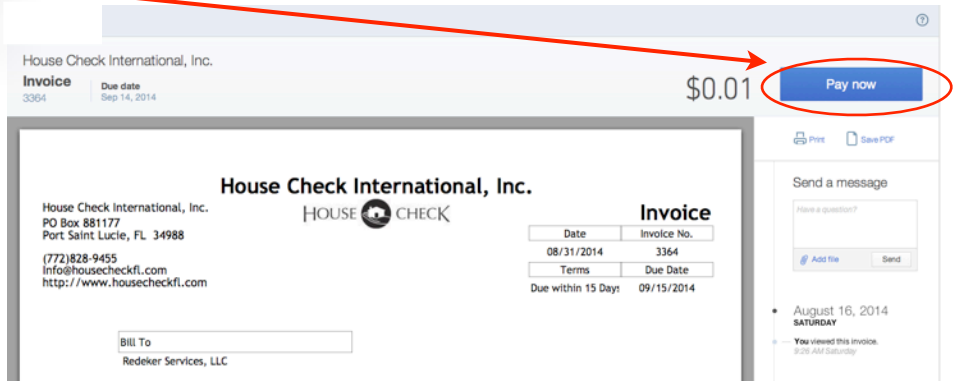 ?
House Check International, Inc.
Invoice
3364
Due date
Sep 14, 2014
$0.01
Pay now
Print
Save PDF
House Check International, Inc.
House Check International, Inc.
PO Box 881177
Port Saint Lucie, FL 34988
(772)828-9455
Info@housecheckfl.com
http://www.housecheckfl.com
HOUSE CHECK
Invoice
Date Invoice No.
08/31/2014 3364
Terms Due Date
Due within 15 Days 09/15/2014
Bill To
Redeker Services, LLC
Send a message
Have a question?
Add file
Send
August 16, 2014
SATURDAY
You viewed this invoice.
9:26 AM Saturday